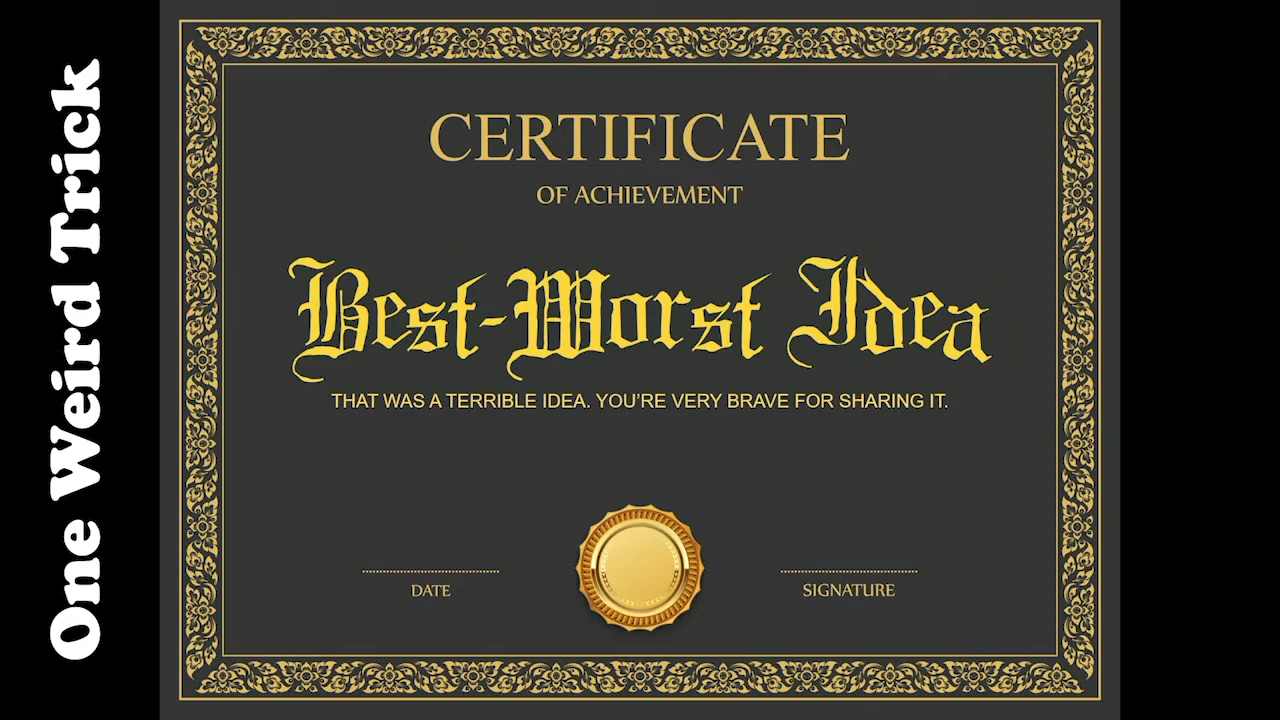 One Weird Trick
CERTIFICATE
OF ACHIEVEMENT
Best-Worst Idea
THAT WAS A TERRIBLE IDEA. YOU’RE VERY BRAVE FOR SHARING IT.
DATE
SIGNATURE